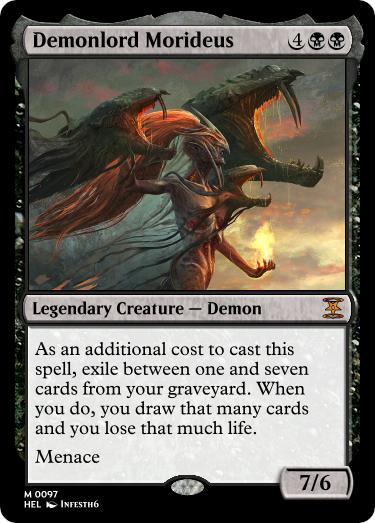 Demonlord Morideus 4
Legendary Creature — Demon
As an additional cost to cast this
spell, exile between one and seven
cards from your graveyard. When
you do, you draw that many cards
and you lose that much life.
Menace
7/6
M 0097
HEL Infesth6